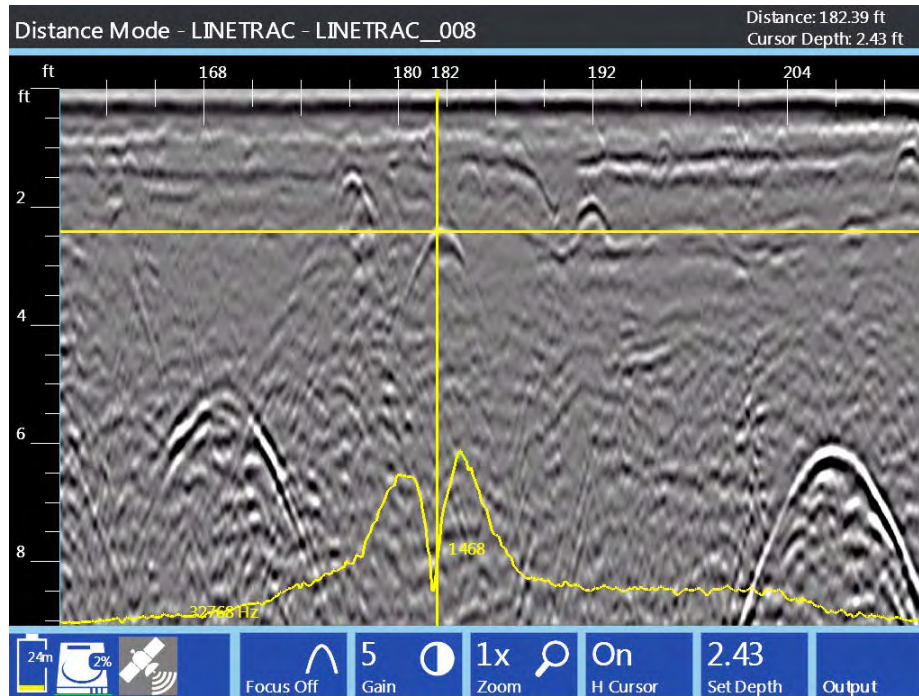 Distance Mode - LINETRAC - LINETRAC__008
Distance: 182.39 ft
Cursor Depth: 2.43 ft
ft 168 180 182 192 204
ft
2
4
6
8
1468
32768 Hz
24m 2%
Focus Off
5
Gain
1x
Zoom
On
H Cursor
2.43
Set Depth
Output